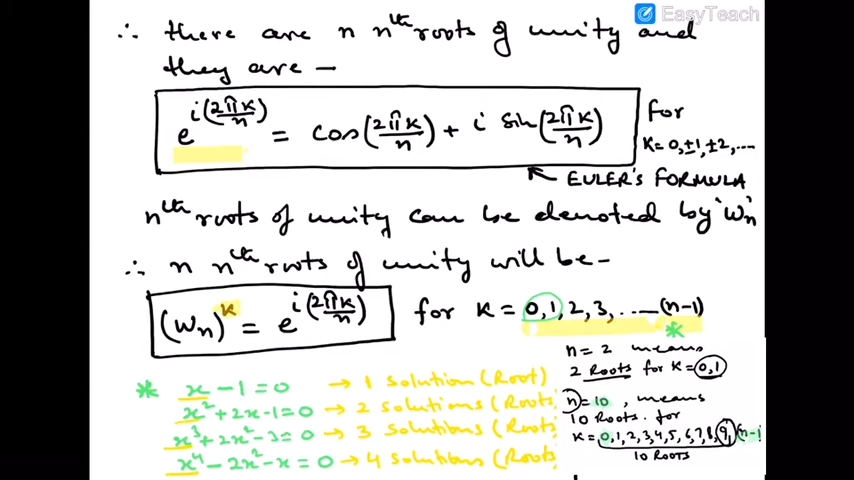 EasyTeach
∴ there are n nth roots of unity and
they are —
e^{i(2πk/n)} = cos(2πk/n) + i sin(2πk/n) for
k = 0, ±1, ±2, ....
EULER'S FORMULA
nth roots of unity can be denoted by 'wn'
∴ n nth roots of unity will be —
(wn)^k = e^{i(2πk/n)} for k = 0, 1, 2, 3, .... (n-1)
*
n = 2 means
2 Roots for k = 0, 1
n = 10, means
10 Roots. for
k = 0, 1, 2, 3, 4, 5, 6, 7, 8, 9, (n-1
10 ROOTS
* x - 1 = 0 → 1 Solution (Root)
x² + 2x - 1 = 0 → 2 Solutions (Roots
x³ + 2x² - 3 = 0 → 3 Solutions (Roots
x⁴ - 2x² - x = 0 → 4 Solutions (Roots